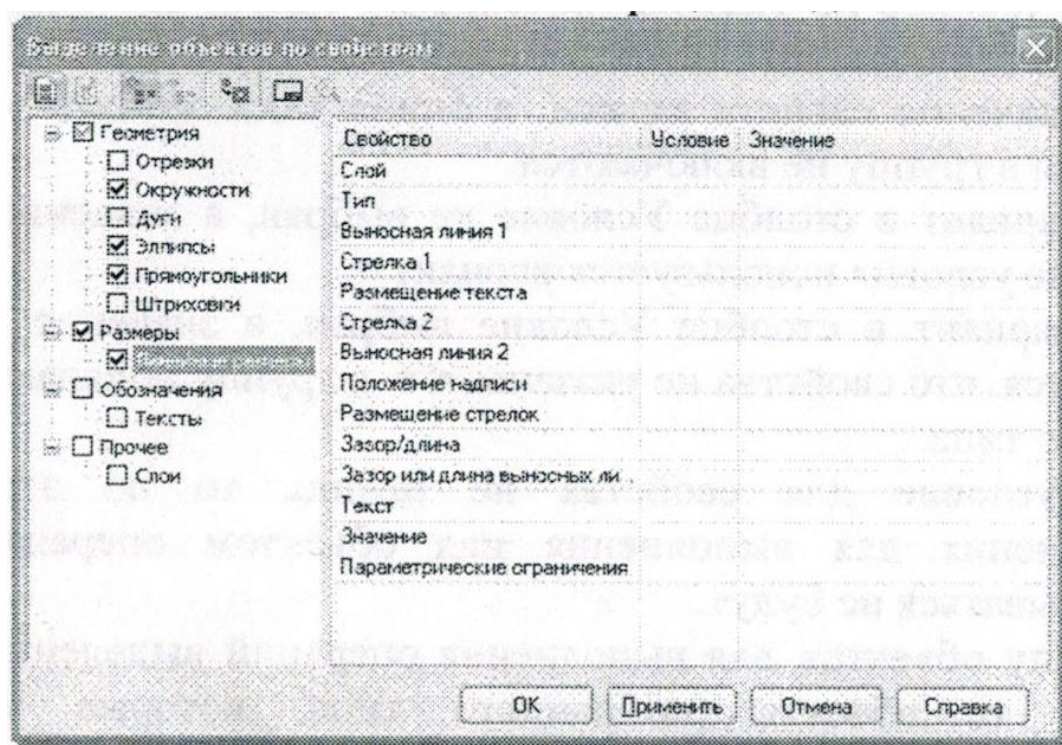 Выделение объектов по свойствам
Геометрия
Отрезки
Окружности
Дуги
Эллипсы
Прямоугольники
Штриховки
Размеры
Обозначения
Тексты
Прочее
Слои
Свойство Условие Значение
Слой
Тип
Выносная линия 1
Стрелка 1
Размещение текста
Стрелка 2
Выносная линия 2
Положение надписи
Размещение стрелок
Зазор/длина
Зазор или длина выносных ли...
Текст
Значение
Параметрические ограничения
OK Применить Отмена Справка